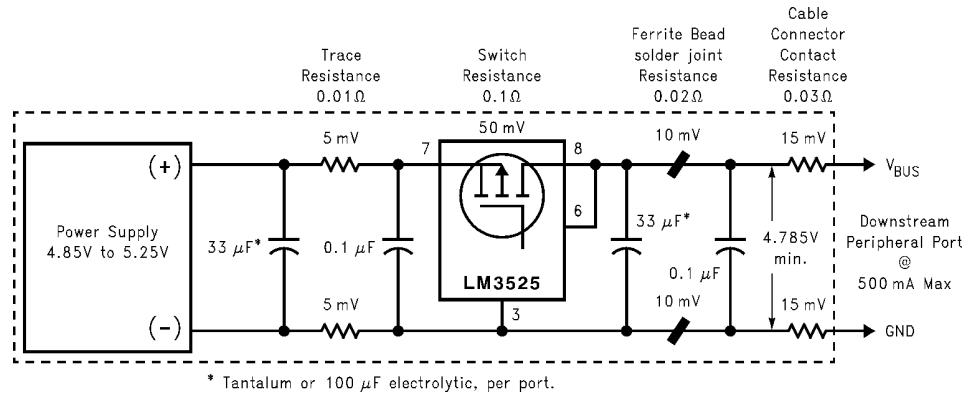 Trace
Resistance
0.01Ω
Switch
Resistance
0.1Ω
Ferrite Bead
solder joint
Resistance
0.02Ω
Cable
Connector
Contact
Resistance
0.03Ω
5 mV
50 mV
10 mV
15 mV
(+)
7
8
V_BUS
6
Power Supply
4.85V to 5.25V
33 μF*
0.1 μF
LM3525
33 μF*
0.1 μF
4.785V
min.
Downstream
Peripheral Port
@
500 mA Max
5 mV
3
10 mV
15 mV
(-)
GND
* Tantalum or 100 μF electrolytic, per port.